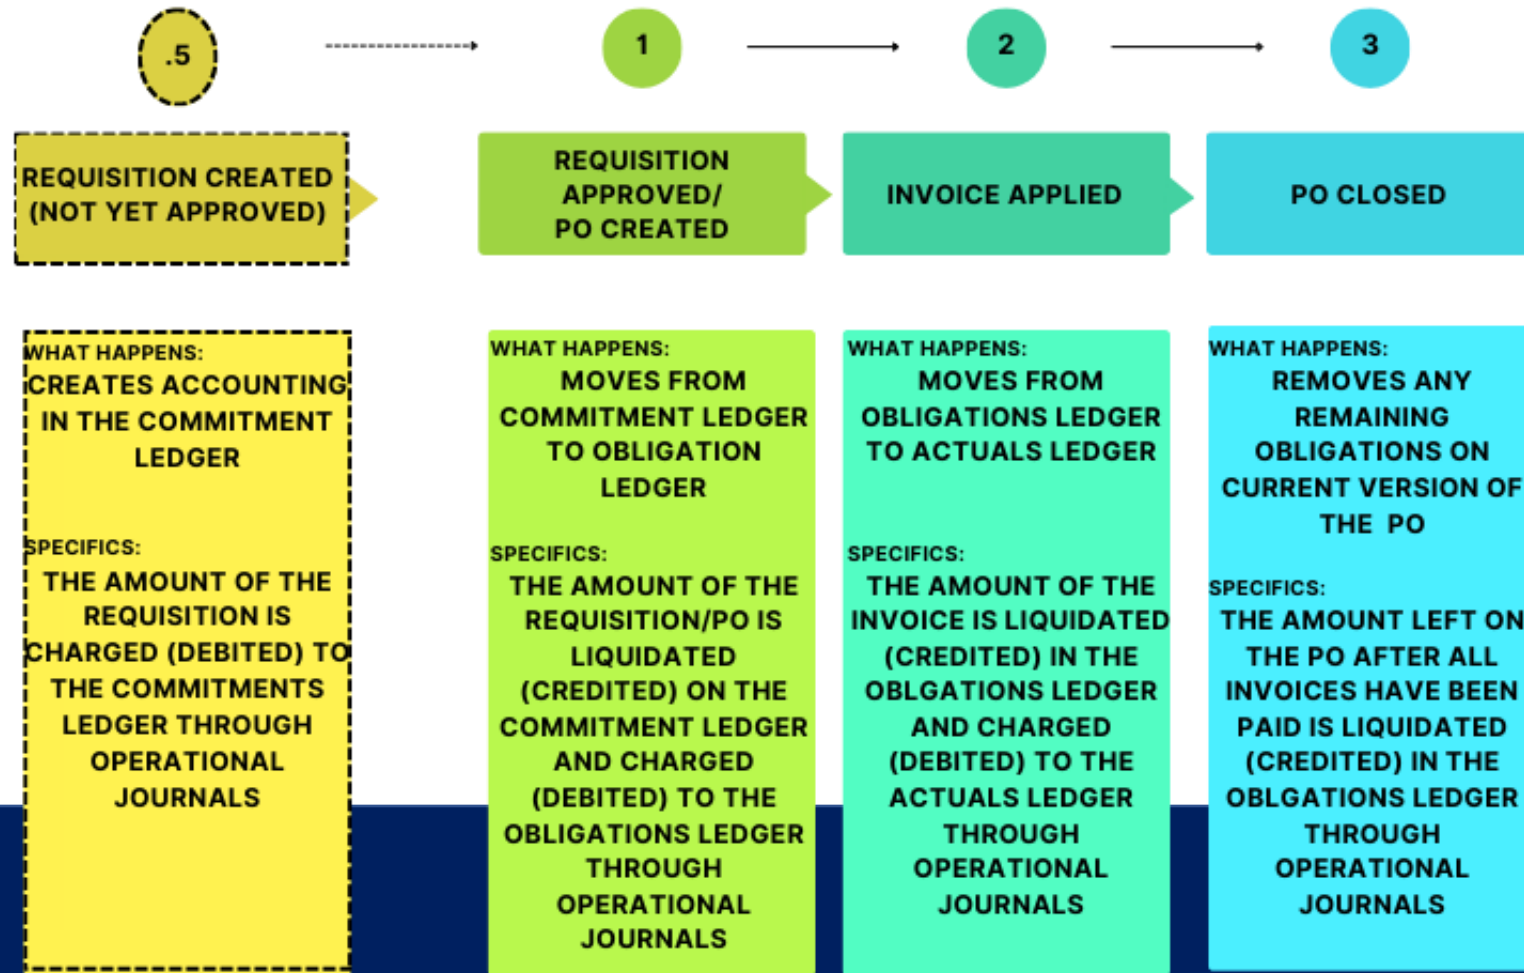 .5
1
2
3
REQUISITION CREATED
(NOT YET APPROVED)
REQUISITION
APPROVED/
PO CREATED
INVOICE APPLIED
PO CLOSED
WHAT HAPPENS:
CREATES ACCOUNTING
IN THE COMMITMENT
LEDGER
SPECIFICS:
THE AMOUNT OF THE
REQUISITION IS
CHARGED (DEBITED) TO
THE COMMITMENTS
LEDGER THROUGH
OPERATIONAL
JOURNALS
WHAT HAPPENS:
MOVES FROM
COMMITMENT LEDGER
TO OBLIGATION
LEDGER
SPECIFICS:
THE AMOUNT OF THE
REQUISITION/PO IS
LIQUIDATED
(CREDITED) ON THE
COMMITMENT LEDGER
AND CHARGED
(DEBITED) TO THE
OBLIGATIONS LEDGER
THROUGH
OPERATIONAL
JOURNALS
WHAT HAPPENS:
MOVES FROM
OBLIGATIONS LEDGER
TO ACTUALS LEDGER
SPECIFICS:
THE AMOUNT OF THE
INVOICE IS LIQUIDATED
(CREDITED) IN THE
OBLGATIONS LEDGER
AND CHARGED
(DEBITED) TO THE
ACTUALS LEDGER
THROUGH
OPERATIONAL
JOURNALS
WHAT HAPPENS:
REMOVES ANY
REMAINING
OBLIGATIONS ON
CURRENT VERSION OF
THE PO
SPECIFICS:
THE AMOUNT LEFT ON
THE PO AFTER ALL
INVOICES HAVE BEEN
PAID IS LIQUIDATED
(CREDITED) IN THE
OBLGATIONS LEDGER
THROUGH
OPERATIONAL
JOURNALS